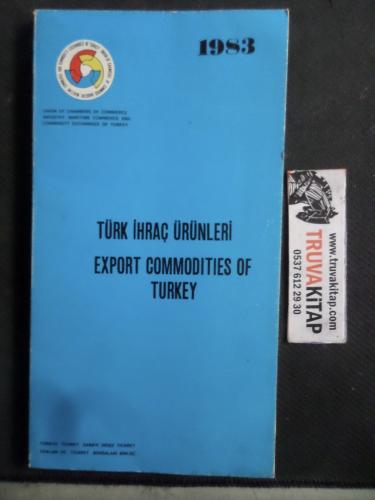 1983
UNION OF CHAMBERS OF COMMERCE
INDUSTRY, MARITIME COMMERCE AND
COMMODITY EXCHANGES OF TURKEY
TÜRK İHRAÇ ÜRÜNLERİ
EXPORT COMMODITIES OF
TURKEY
TÜRKİYE TİCARET, SANAYİ, DENİZ TİCARET
ODALARI VE TİCARET BORSALARI BİRLİĞİ
www.truvakitap.com
TRUVAKİTAP
0537 612 29 30